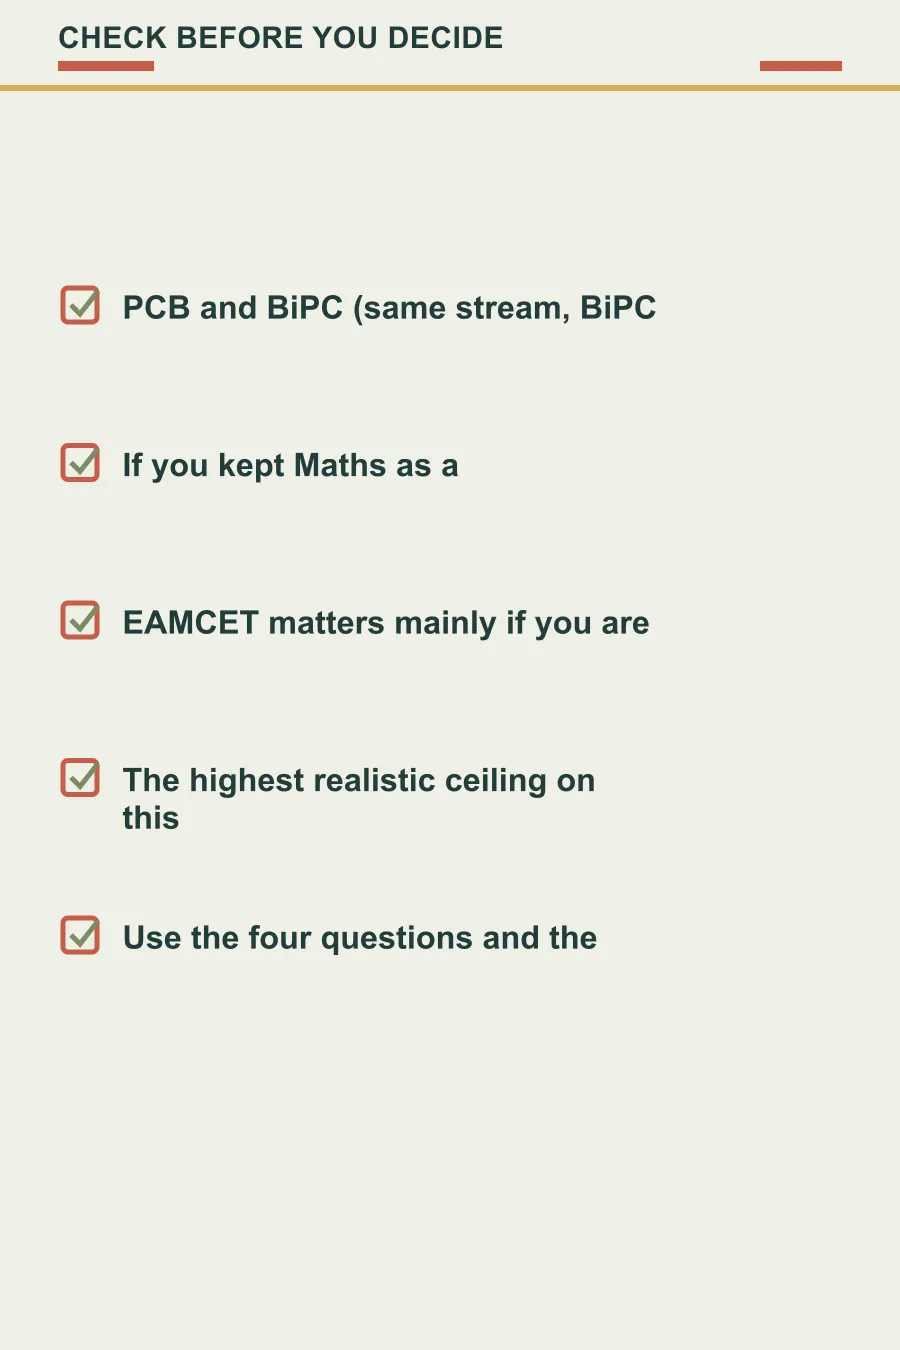 CHECK BEFORE YOU DECIDE
PCB and BiPC (same stream, BiPC
If you kept Maths as a
EAMCET matters mainly if you are
The highest realistic ceiling on
this
Use the four questions and the